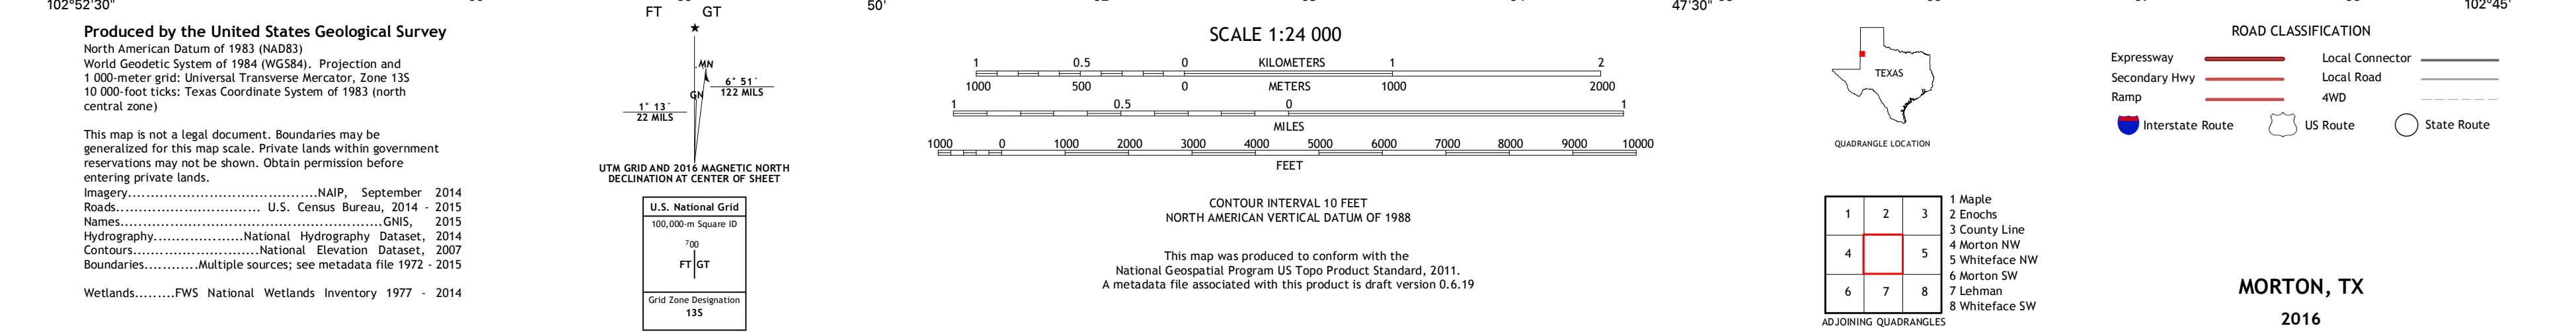 102°52'30"
FT GT
50'
47'30"
102°45'
Produced by the United States Geological Survey
North American Datum of 1983 (NAD83)
World Geodetic System of 1984 (WGS84). Projection and
1 000-meter grid: Universal Transverse Mercator, Zone 13S
10 000-foot ticks: Texas Coordinate System of 1983 (north
central zone)
This map is not a legal document. Boundaries may be
generalized for this map scale. Private lands within government
reservations may not be shown. Obtain permission before
entering private lands.
Imagery.........................................NAIP, September 2014
Roads............................... U.S. Census Bureau, 2014 - 2015
Names........................................................GNIS, 2015
Hydrography...................National Hydrography Dataset, 2014
Contours...........................National Elevation Dataset, 2007
Boundaries...........Multiple sources; see metadata file 1972 - 2015
Wetlands.........FWS National Wetlands Inventory 1977 - 2014
MN
GN
6° 51´
122 MILS
1° 13´
22 MILS
UTM GRID AND 2016 MAGNETIC NORTH
DECLINATION AT CENTER OF SHEET
U.S. National Grid
100,000-m Square ID
700
FT GT
Grid Zone Designation
13S
SCALE 1:24 000
1 0.5 0 KILOMETERS 1 2
1000 500 0 METERS 1000 2000
1 0.5 0 1
MILES
1000 0 1000 2000 3000 4000 5000 6000 7000 8000 9000 10000
FEET
CONTOUR INTERVAL 10 FEET
NORTH AMERICAN VERTICAL DATUM OF 1988
This map was produced to conform with the
National Geospatial Program US Topo Product Standard, 2011.
A metadata file associated with this product is draft version 0.6.19
TEXAS
QUADRANGLE LOCATION
1 2 3
4 5
6 7 8
1 Maple
2 Enochs
3 County Line
4 Morton NW
5 Whiteface NW
6 Morton SW
7 Lehman
8 Whiteface SW
ADJOINING QUADRANGLES
ROAD CLASSIFICATION
Expressway
Local Connector
Secondary Hwy
Local Road
Ramp
4WD
Interstate Route
US Route
State Route
MORTON, TX
2016